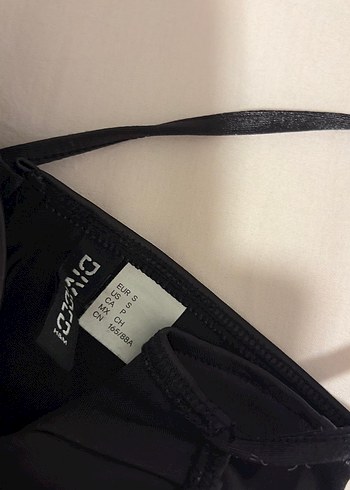 DIVIDED
H&M
EUR S
US S
CA P
MX CH
CN 165/88A